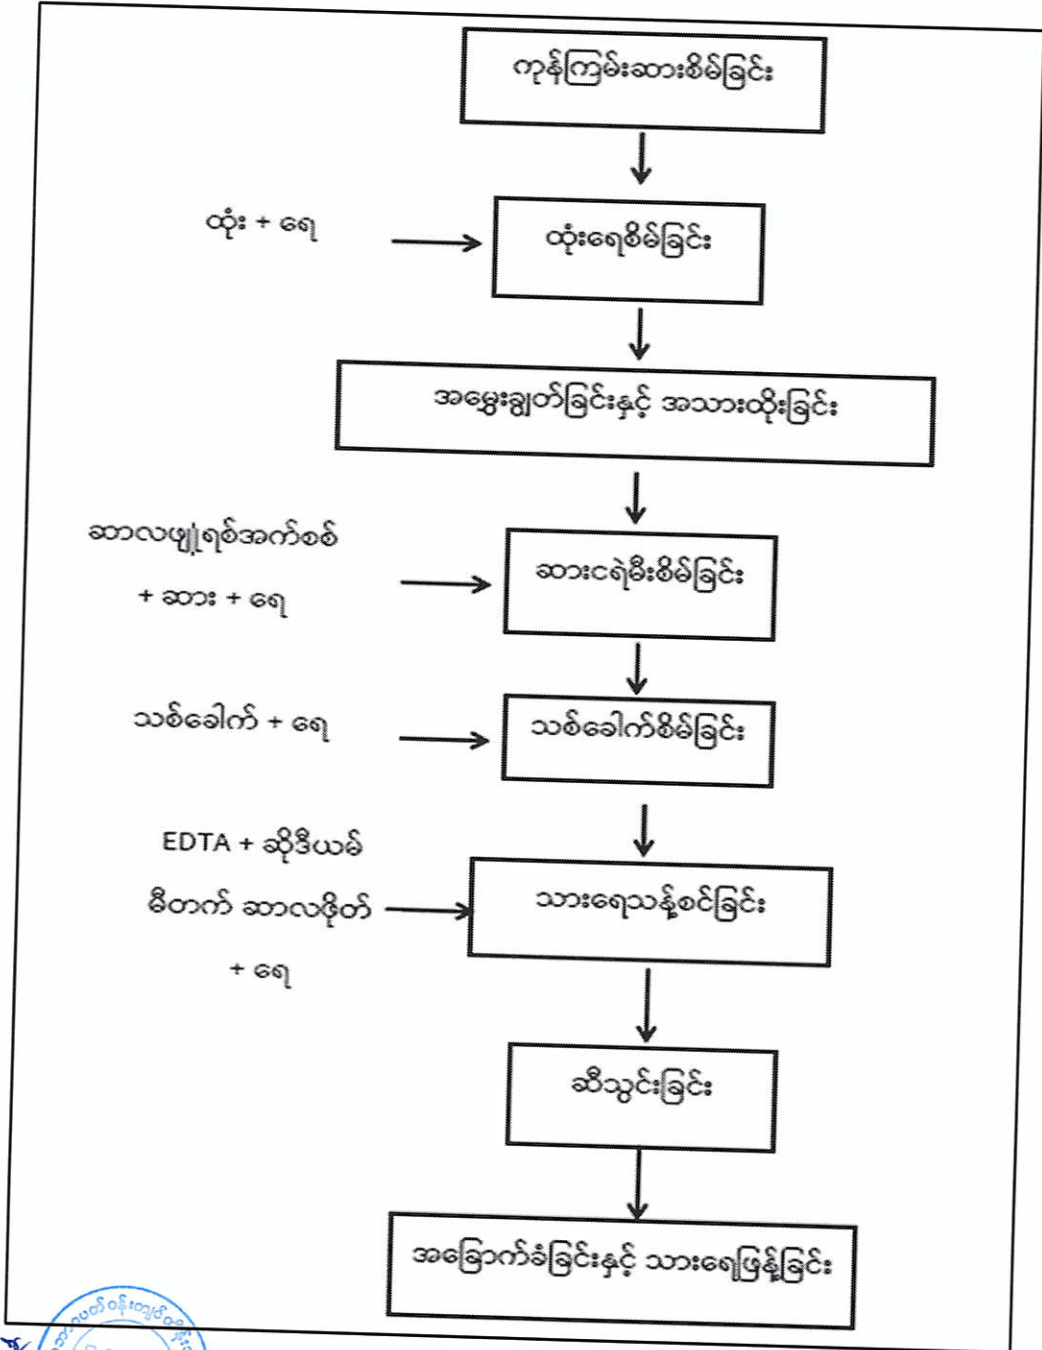 ကုန်ကြမ်းဆားစိမ်ခြင်း
ထုံး + ရေ
ထုံးရေစိမ်ခြင်း
အမွှေးချွတ်ခြင်းနှင့် အသားထိုးခြင်း
ဆာလဖျူရစ်အက်စစ်
+ ဆား + ရေ
ဆားငရဲမီးစိမ်ခြင်း
သစ်ခေါက် + ရေ
သစ်ခေါက်စိမ်ခြင်း
EDTA + ဆိုဒီယမ်
မီတက် ဆာလဖိုတ်
+ ရေ
သားရေသန့်စင်ခြင်း
ဆီသွင်းခြင်း
အခြောက်ခံခြင်းနှင့် သားရေဖြန့်ခြင်း